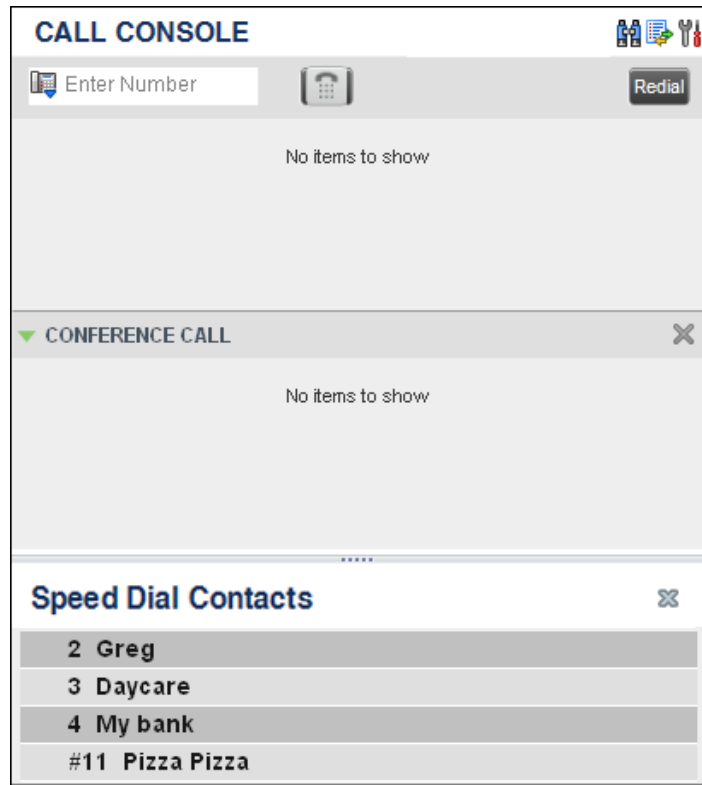 CALL CONSOLE
Enter Number
Redial
No items to show
CONFERENCE CALL
No items to show
Speed Dial Contacts
2 Greg
3 Daycare
4 My bank
#11 Pizza Pizza